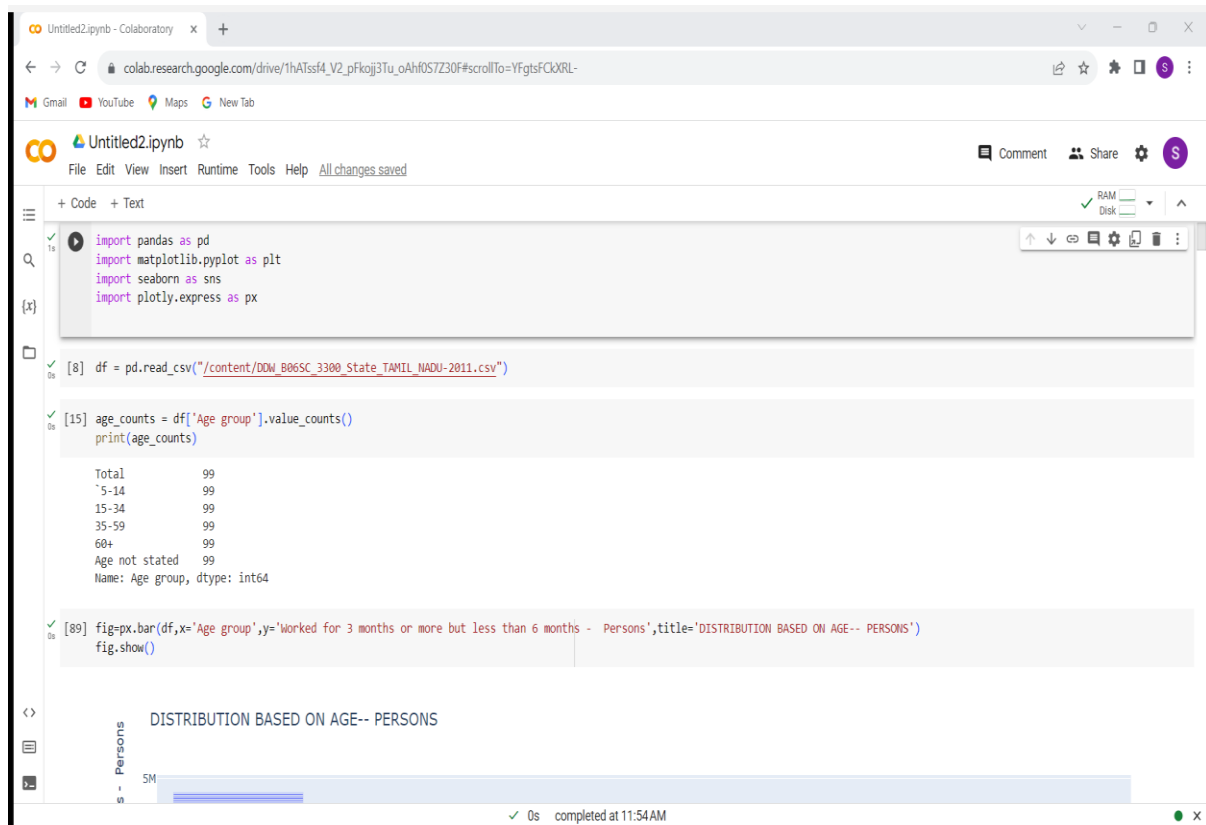 Untitled2.ipynb - Colaboratory
colab.research.google.com/drive/1hATssf4_V2_pFkojj3Tu_oAhf0S7Z30F#scrollTo=YFgtsFCkXRL-
S
Gmail YouTube Maps G New Tab
Untitled2.ipynb
File Edit View Insert Runtime Tools Help All changes saved
Comment Share S
+ Code + Text
RAM
Disk
1s
import pandas as pd
import matplotlib.pyplot as plt
import seaborn as sns
import plotly.express as px
{x}
0s
[8] df = pd.read_csv("/content/DDW_B06SC_3300_State_TAMIL_NADU-2011.csv")
0s
[15] age_counts = df['Age group'].value_counts()
print(age_counts)
Total 99
`5-14 99
15-34 99
35-59 99
60+ 99
Age not stated 99
Name: Age group, dtype: int64
0s
[89] fig=px.bar(df,x='Age group',y='Worked for 3 months or more but less than 6 months -  Persons',title='DISTRIBUTION BASED ON AGE-- PERSONS')
fig.show()
DISTRIBUTION BASED ON AGE-- PERSONS
s - Persons
5M
0s completed at 11:54 AM